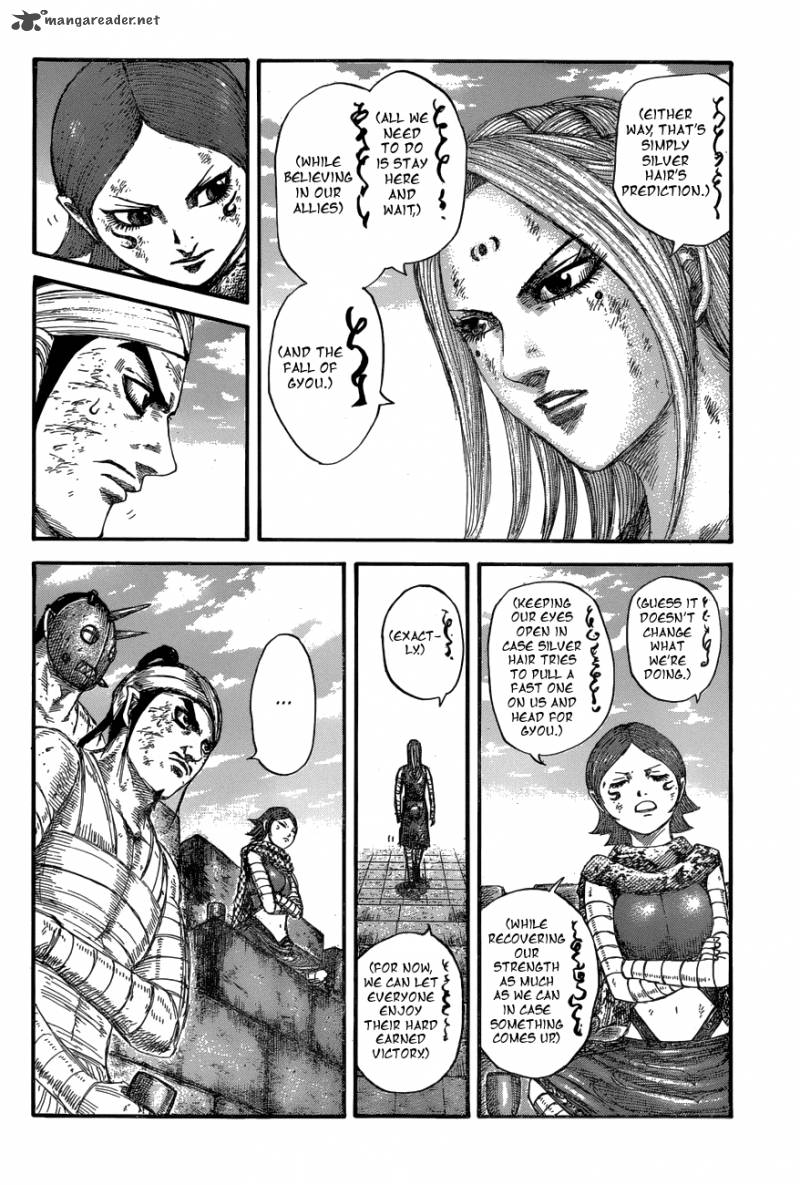 mangareader.net
(EITHER
WAY, THAT'S
SIMPLY
SILVER
HAIR'S
PREDICTION.)
(ALL WE
NEED
TO DO
IS STAY
HERE
AND
WAIT,)
(WHILE
BELIEVING
IN OUR
ALLIES)
(AND THE
FALL OF
GYOU.)
(GUESS IT
DOESN'T
CHANGE
WHAT
WE'RE
DOING.)
(KEEPING
OUR EYES
OPEN IN
CASE SILVER
HAIR TRIES
TO PULL A
FAST ONE
ON US AND
HEAD FOR
GYOU.)
(WHILE
RECOVERING
OUR
STRENGTH
AS MUCH
AS WE CAN
IN CASE
SOMETHING
COMES UP.)
(EXACT-
LY.)
(FOR NOW,
WE CAN LET
EVERYONE
ENJOY
THEIR HARD
EARNED
VICTORY.)
...